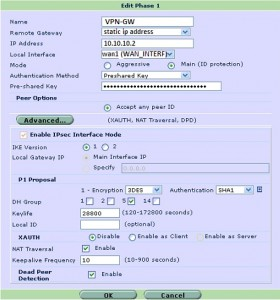 Edit Phase 1
Name VPN-GW
Remote Gateway static ip address
IP Address 10.10.10.2
Local Interface wan1 (WAN_INTERF)
Mode Aggressive Main (ID protection)
Authentication Method Preshared Key
Pre-shared Key ••••••••••••••••••••••••••••••
Peer Options
Accept any peer ID
Advanced... (XAUTH, NAT Traversal, DPD)
Enable IPsec Interface Mode
IKE Version 1 2
Local Gateway IP Main Interface IP
Specify
P1 Proposal
1 - Encryption 3DES Authentication SHA1
DH Group 1 2 5 14
Keylife 28800 (120-172800 seconds)
Local ID (optional)
XAUTH Disable Enable as Client Enable as Server
NAT Traversal Enable
Keepalive Frequency 10 (10-900 seconds)
Dead Peer Detection Enable
OK Cancel